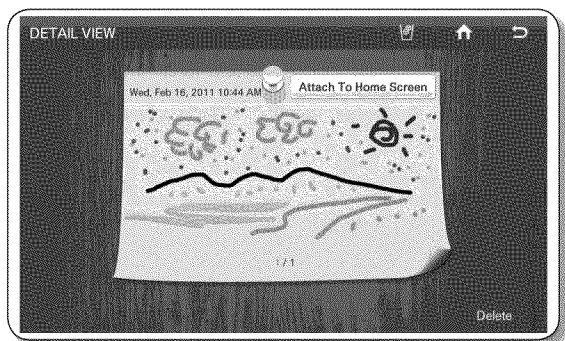 DETAIL VIEW
Wed, Feb 16, 2011 10:44 AM
Attach To Home Screen
1 / 1
Delete